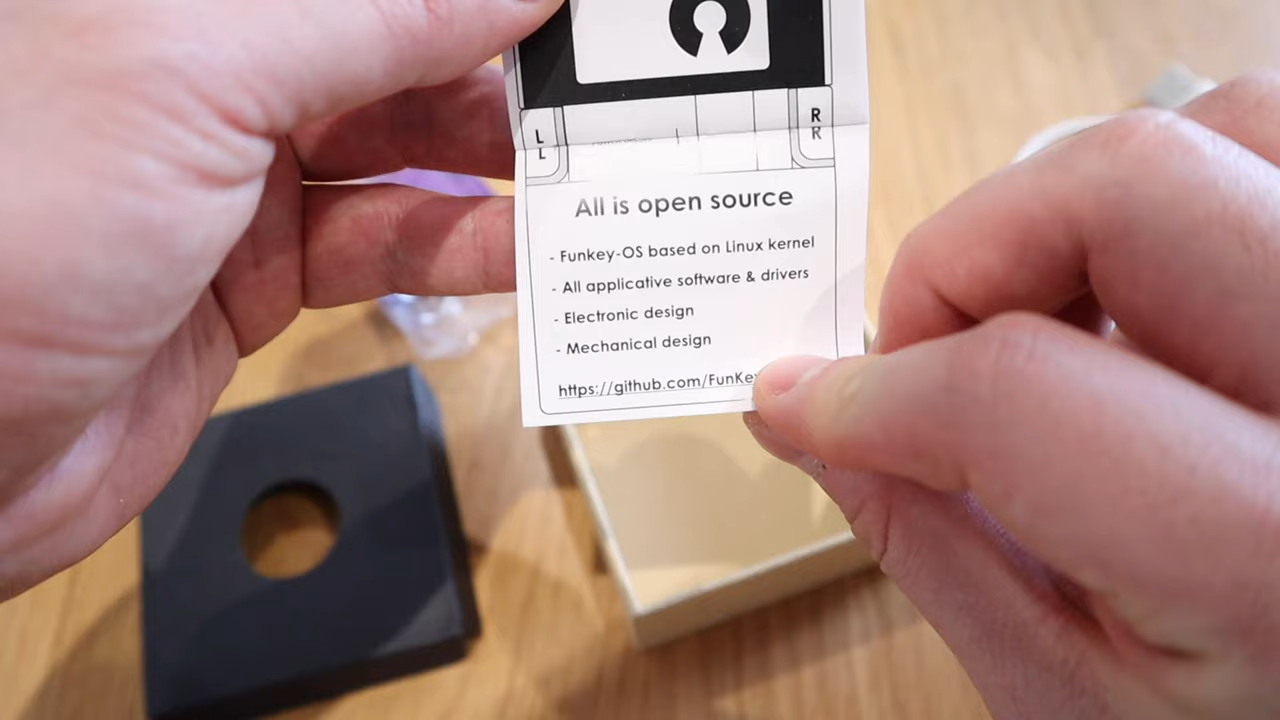 L
R
L
R
All is open source
- Funkey-OS based on Linux kernel
- All applicative software & drivers
- Electronic design
- Mechanical design
https://github.com/FunKey